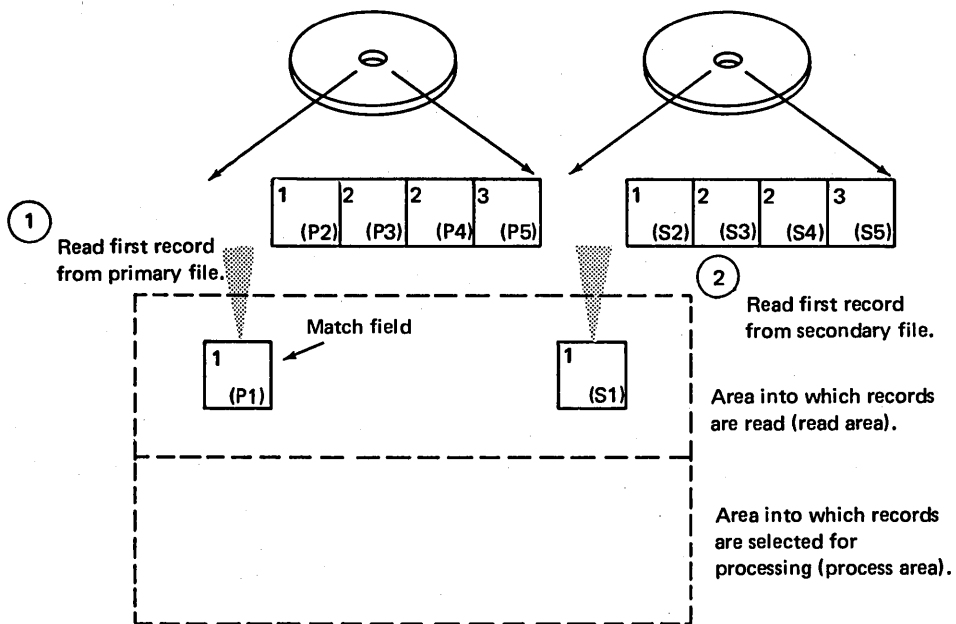 1 2 2 3
(P2) (P3) (P4) (P5)
1 2 2 3
(S2) (S3) (S4) (S5)
1
Read first record
from primary file.
2
Read first record
from secondary file.
Match field
1
(P1)
1
(S1)
Area into which records
are read (read area).
Area into which records
are selected for
processing (process area).